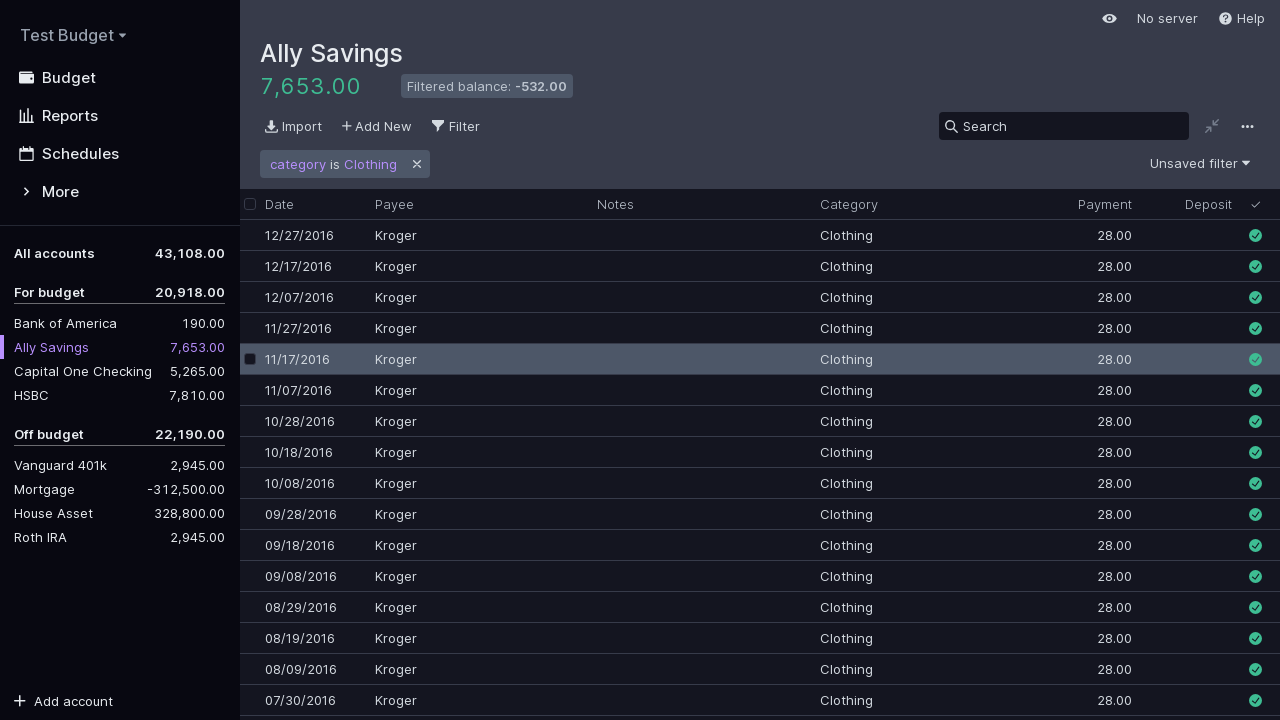 Test Budget
Budget
Reports
Schedules
More
All accounts 43,108.00
For budget 20,918.00
Bank of America 190.00
Ally Savings 7,653.00
Capital One Checking 5,265.00
HSBC 7,810.00
Off budget 22,190.00
Vanguard 401k 2,945.00
Mortgage -312,500.00
House Asset 328,800.00
Roth IRA 2,945.00
Add account
No server Help
Ally Savings
7,653.00 Filtered balance: -532.00
Import Add New Filter Search
category is Clothing Unsaved filter
Date Payee Notes Category Payment Deposit
12/27/2016 Kroger Clothing 28.00
12/17/2016 Kroger Clothing 28.00
12/07/2016 Kroger Clothing 28.00
11/27/2016 Kroger Clothing 28.00
11/17/2016 Kroger Clothing 28.00
11/07/2016 Kroger Clothing 28.00
10/28/2016 Kroger Clothing 28.00
10/18/2016 Kroger Clothing 28.00
10/08/2016 Kroger Clothing 28.00
09/28/2016 Kroger Clothing 28.00
09/18/2016 Kroger Clothing 28.00
09/08/2016 Kroger Clothing 28.00
08/29/2016 Kroger Clothing 28.00
08/19/2016 Kroger Clothing 28.00
08/09/2016 Kroger Clothing 28.00
07/30/2016 Kroger Clothing 28.00